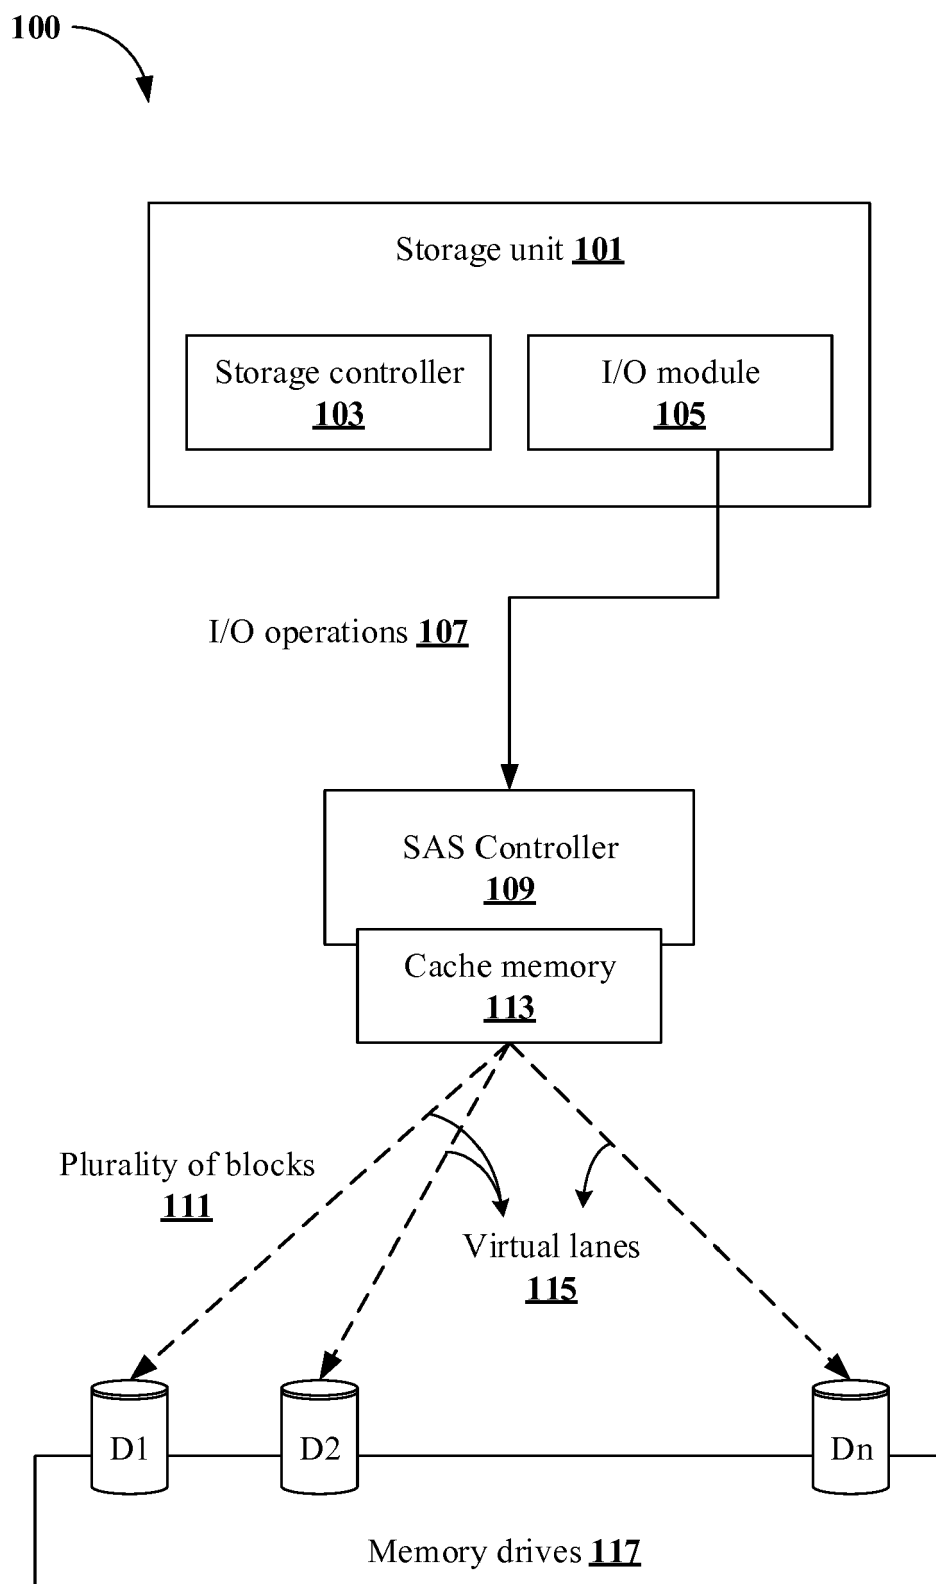 100
Storage unit 101
Storage controller
103
I/O module
105
I/O operations 107
SAS Controller
109
Cache memory
113
Plurality of blocks
111
Virtual lanes
115
D1
D2
Dn
Memory drives 117